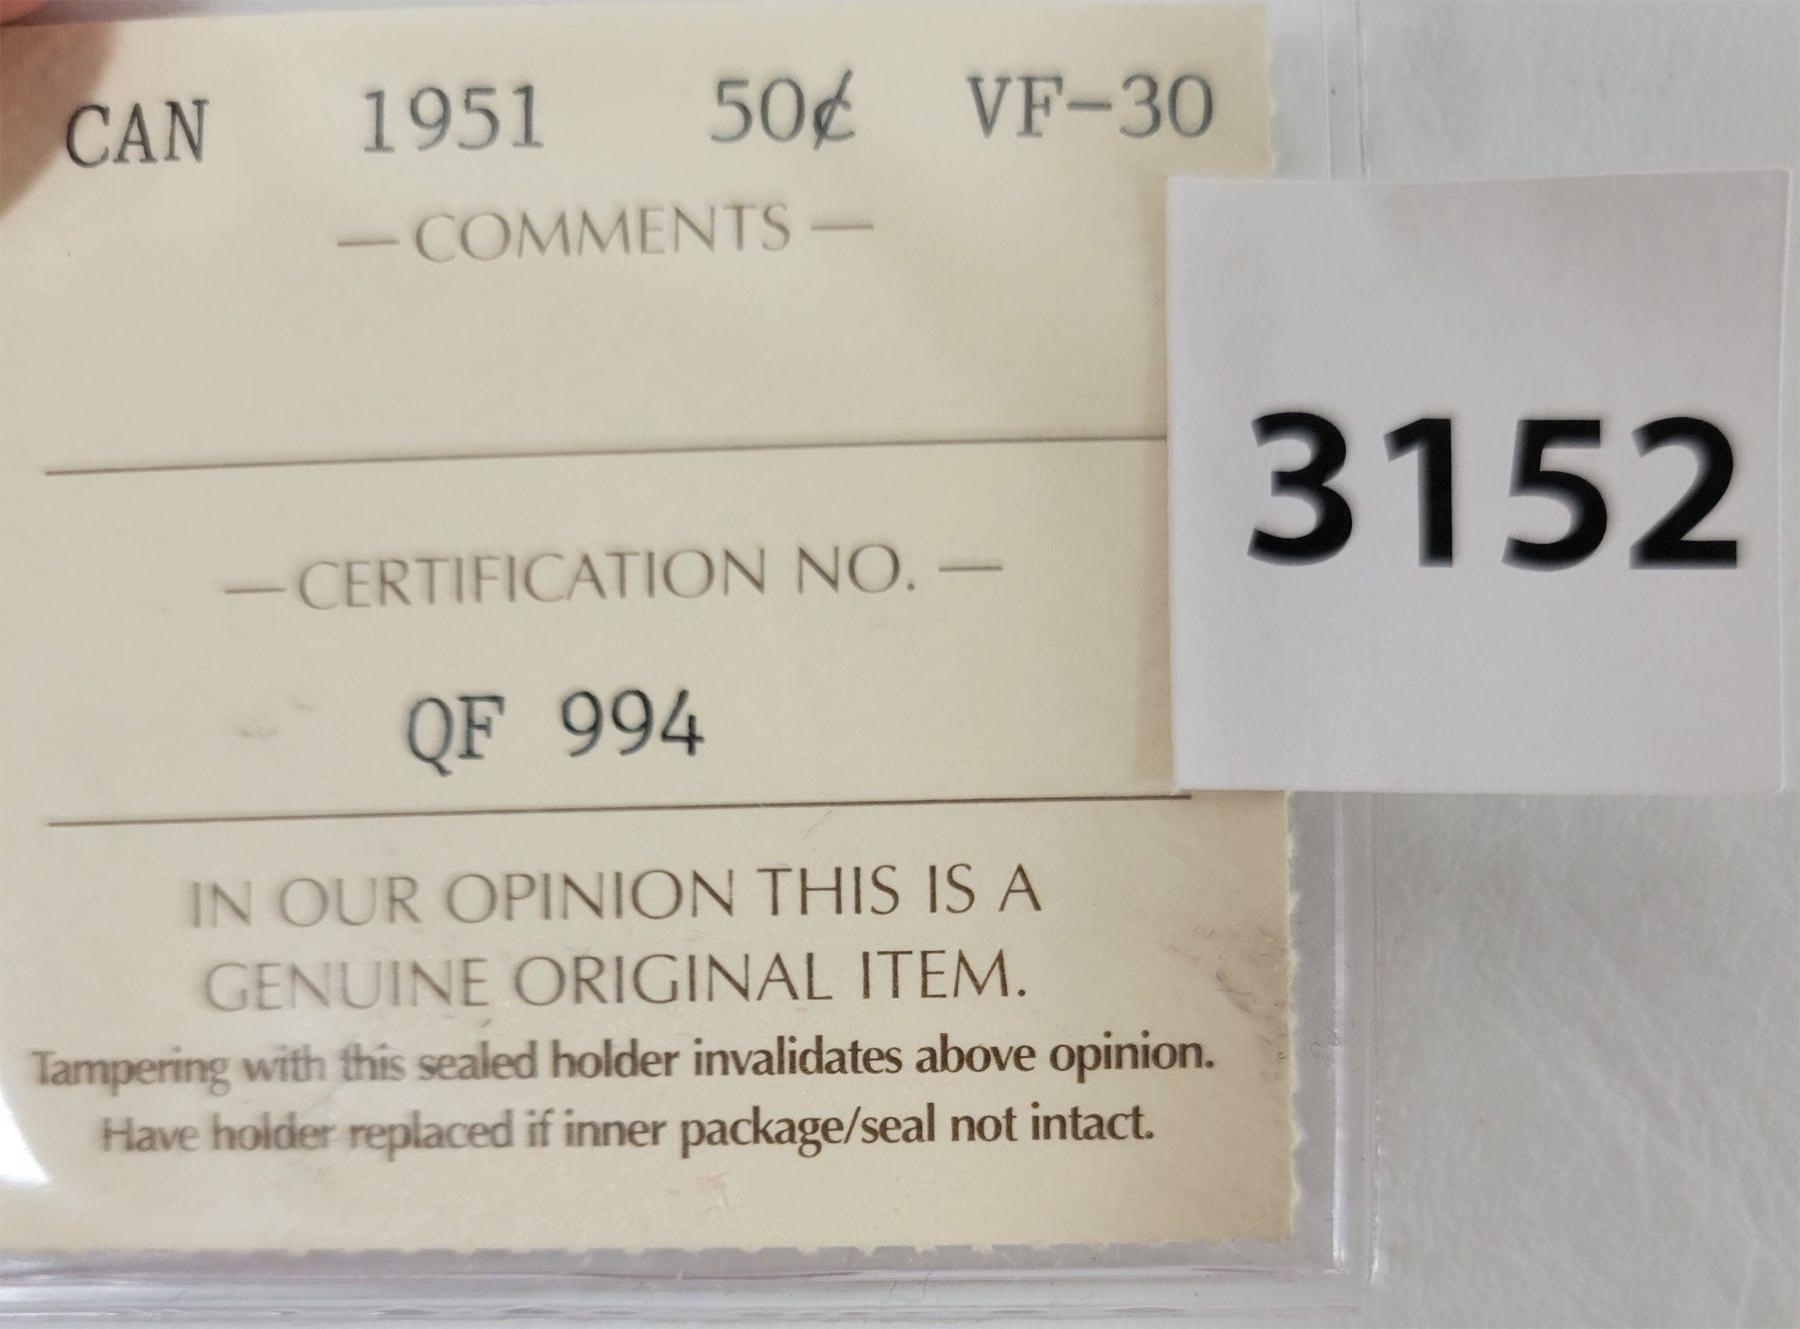 CAN 1951 50¢ VF-30
— COMMENTS —
3152
— CERTIFICATION NO. —
QF 994
IN OUR OPINION THIS IS A
GENUINE ORIGINAL ITEM.
Tampering with this sealed holder invalidates above opinion.
Have holder replaced if inner package/seal not intact.